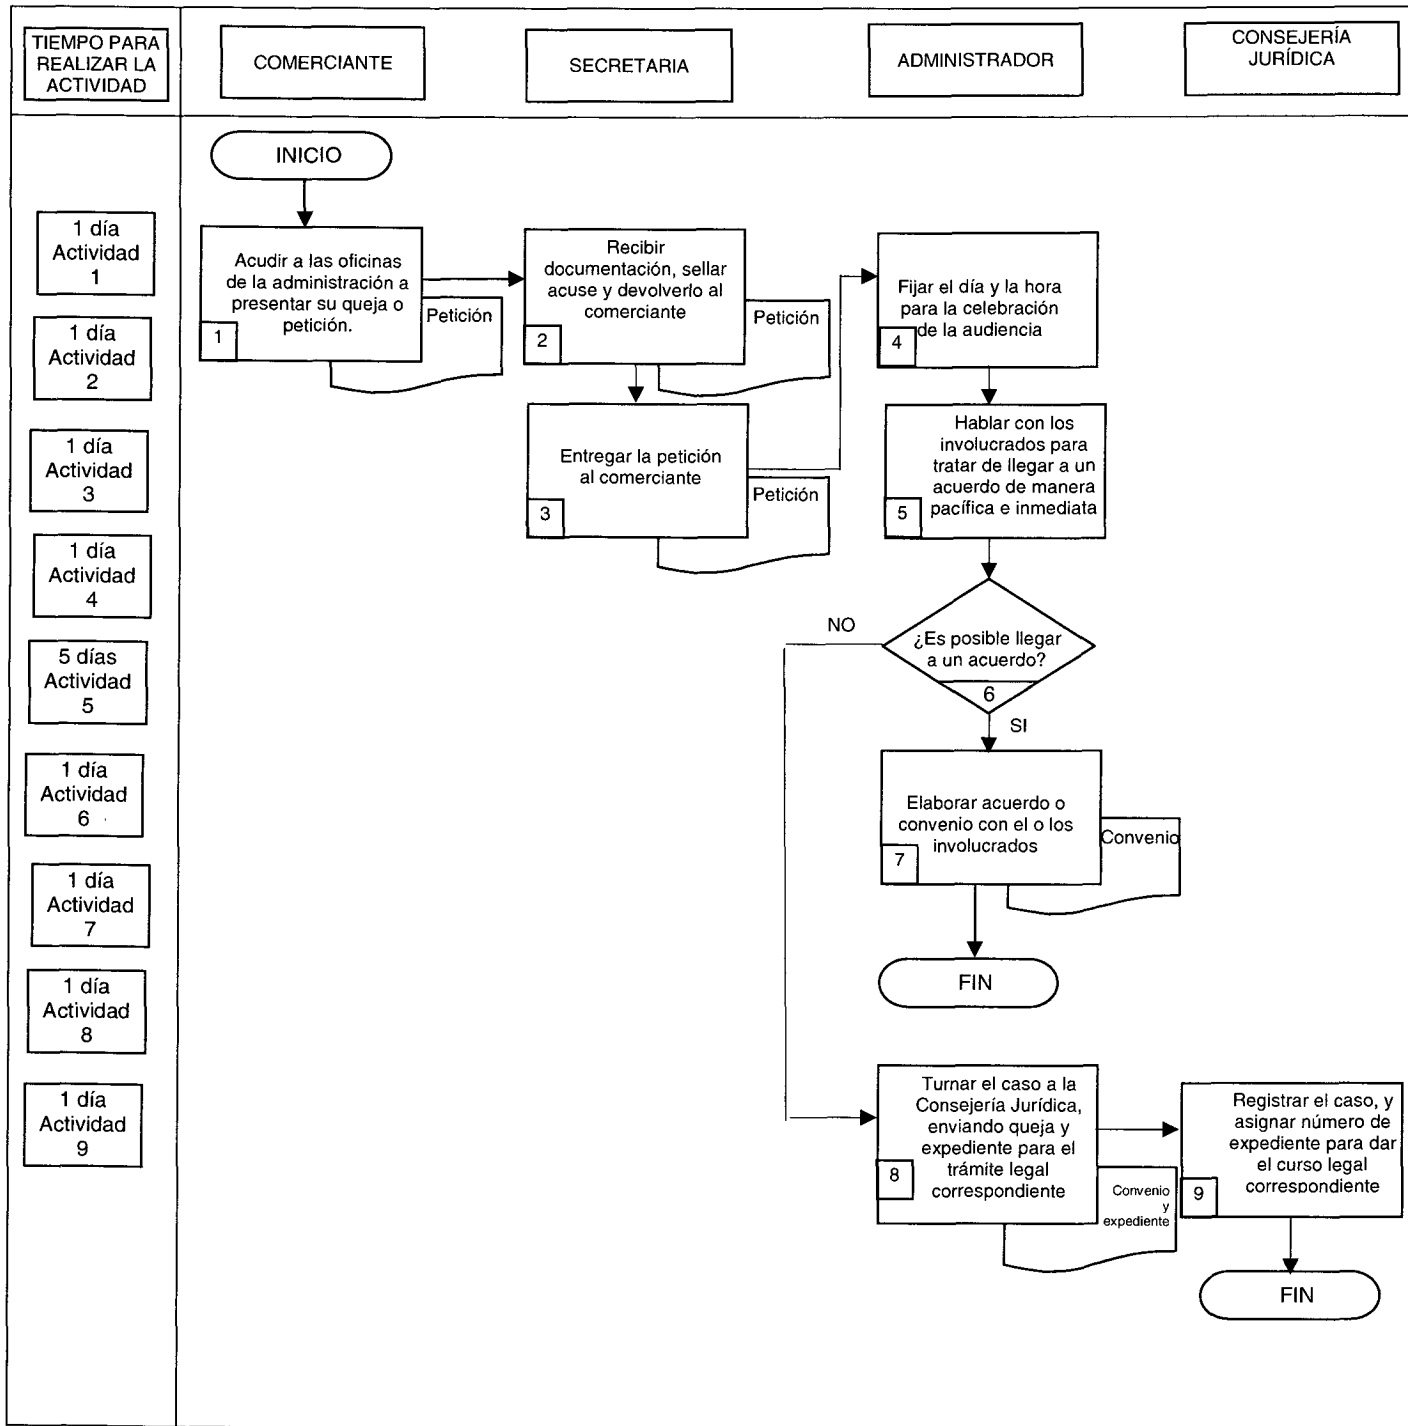 TIEMPO PARA
REALIZAR LA
ACTIVIDAD
COMERCIANTE
SECRETARIA
ADMINISTRADOR
CONSEJERÍA
JURÍDICA
INICIO
1 día
Actividad
1
1 día
Actividad
2
1 día
Actividad
3
1 día
Actividad
4
5 días
Actividad
5
1 día
Actividad
6
1 día
Actividad
7
1 día
Actividad
8
1 día
Actividad
9
Acudir a las oficinas
de la administración a
presentar su queja o
petición.
1
Petición
Recibir
documentación, sellar
acuse y devolverlo al
comerciante
2
Petición
Entregar la petición
al comerciante
3
Petición
Fijar el día y la hora
para la celebración
de la audiencia
4
Hablar con los
involucrados para
tratar de llegar a un
acuerdo de manera
pacífica e inmediata
5
NO
¿Es posible llegar
a un acuerdo?
6
SI
Elaborar acuerdo o
convenio con el o los
involucrados
7
Convenio
FIN
Turnar el caso a la
Consejería Jurídica,
enviando queja y
expediente para el
trámite legal
correspondiente
8
Convenio
y
expediente
Registrar el caso, y
asignar número de
expediente para dar
el curso legal
correspondiente
9
FIN